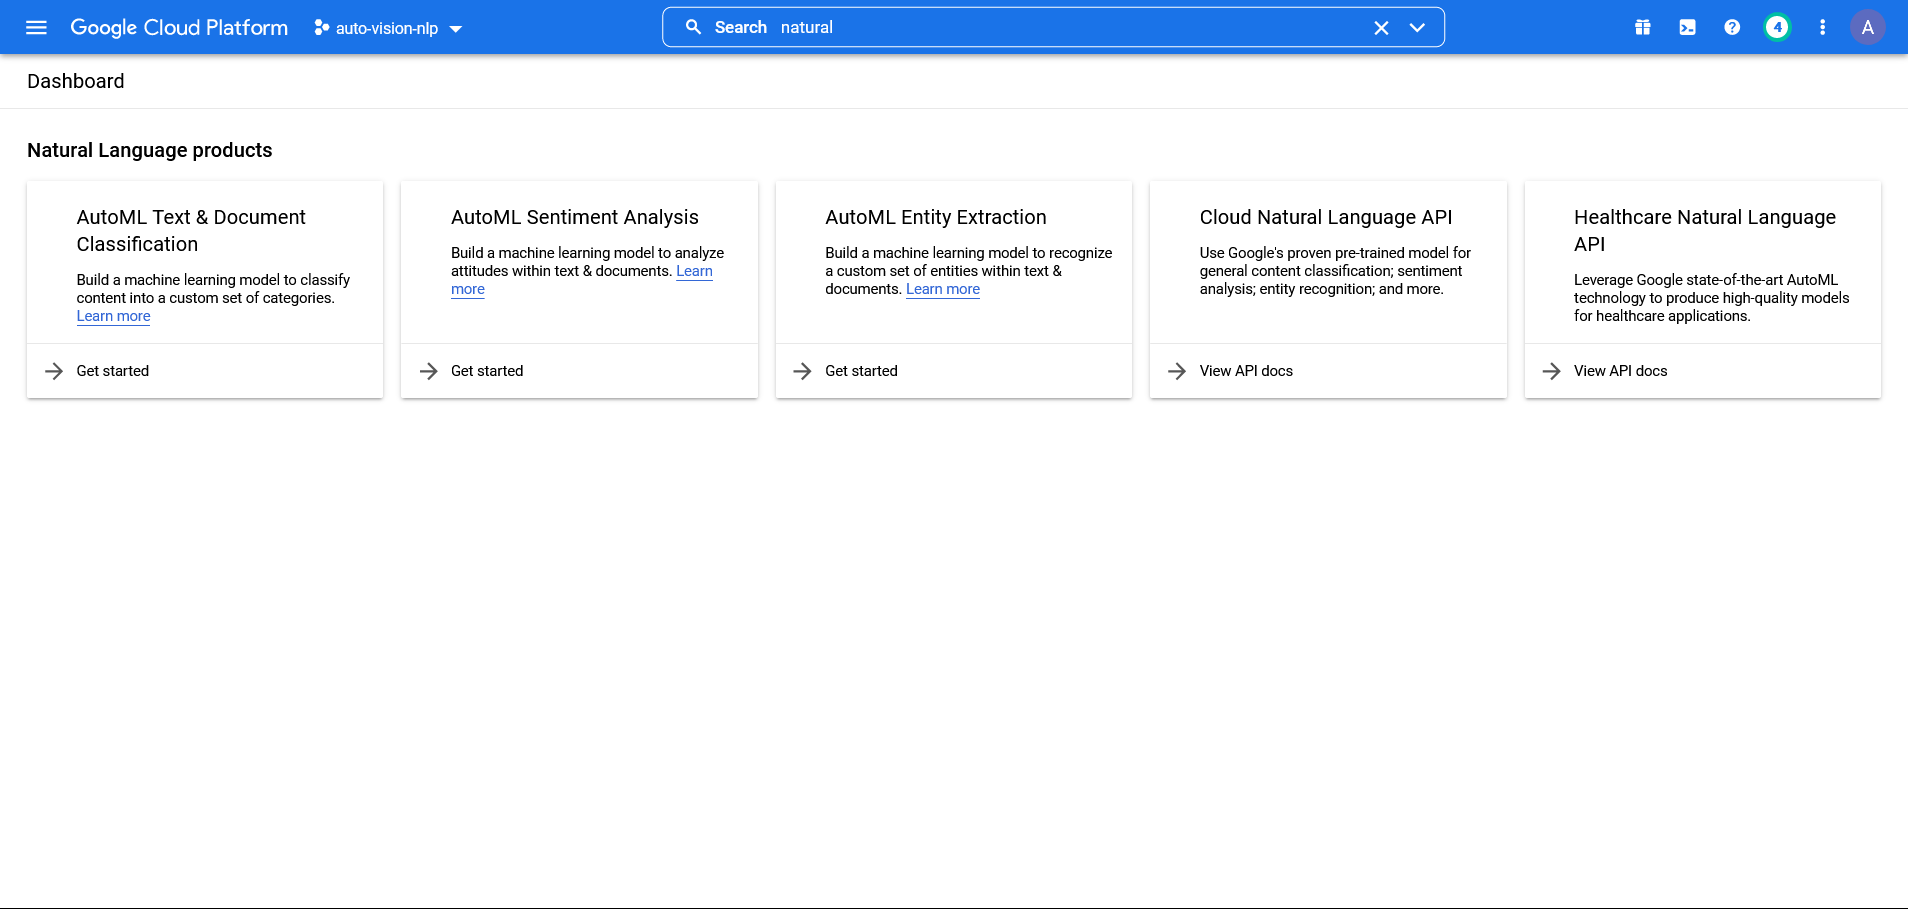 Google Cloud Platform auto-vision-nlp Search natural 4 A
Dashboard
Natural Language products
AutoML Text & Document
Classification
Build a machine learning model to classify
content into a custom set of categories.
Learn more
Get started
AutoML Sentiment Analysis
Build a machine learning model to analyze
attitudes within text & documents. Learn
more
Get started
AutoML Entity Extraction
Build a machine learning model to recognize
a custom set of entities within text &
documents. Learn more
Get started
Cloud Natural Language API
Use Google's proven pre-trained model for
general content classification; sentiment
analysis; entity recognition; and more.
View API docs
Healthcare Natural Language
API
Leverage Google state-of-the-art AutoML
technology to produce high-quality models
for healthcare applications.
View API docs